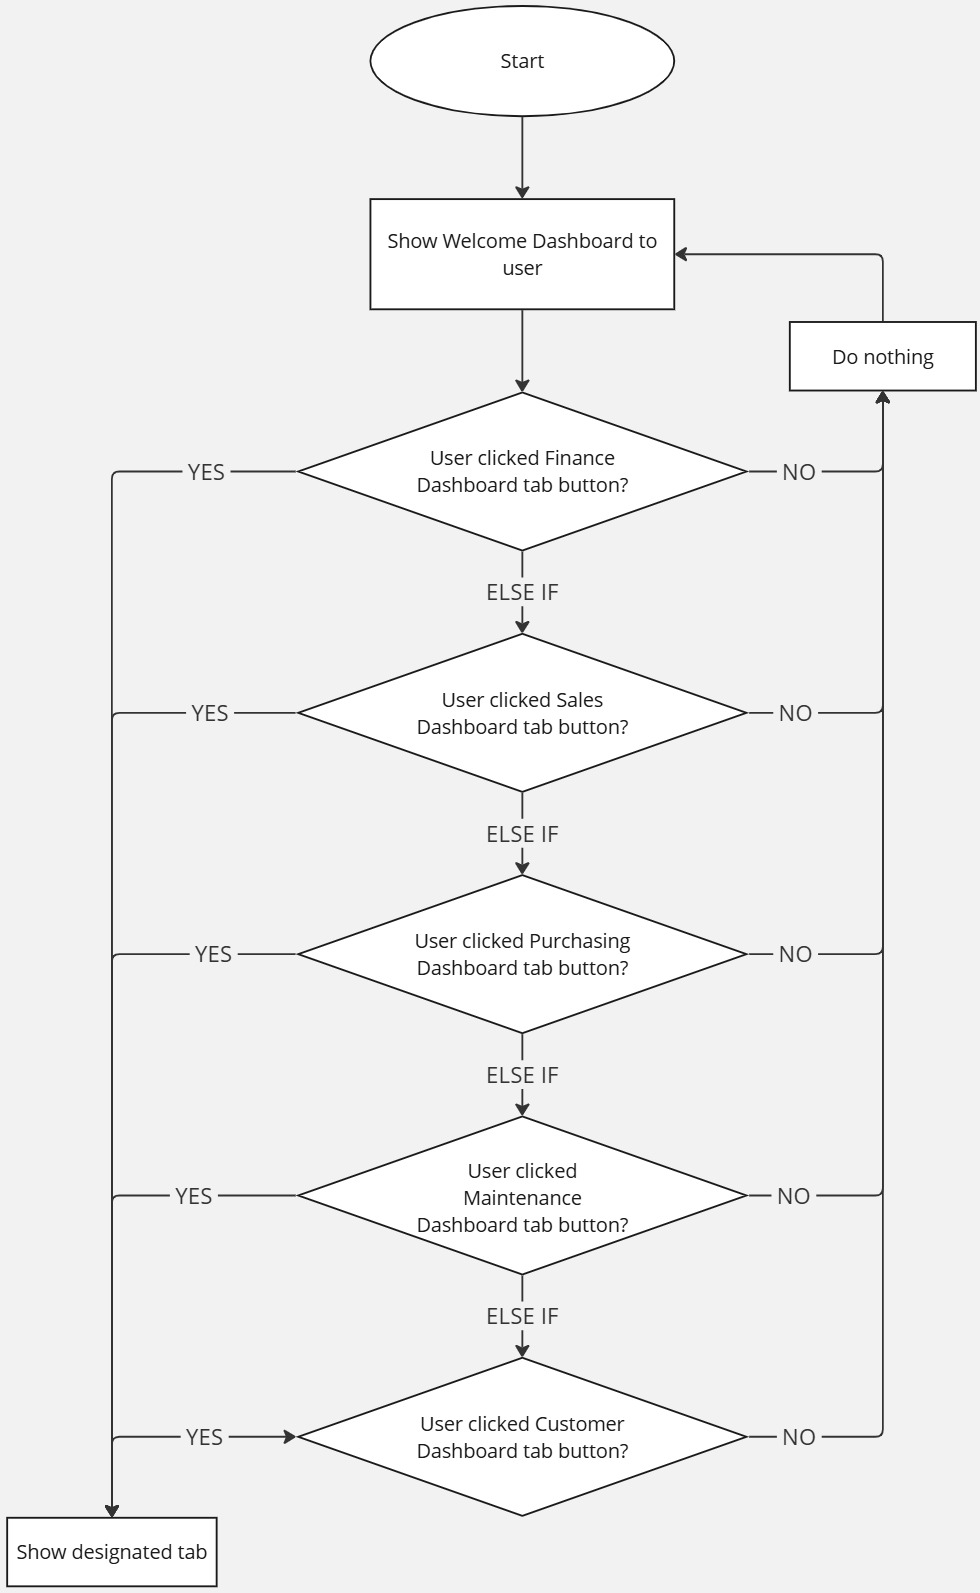 Start
Show Welcome Dashboard to
user
Do nothing
User clicked Finance
Dashboard tab button?
YES
NO
ELSE IF
User clicked Sales
Dashboard tab button?
YES
NO
ELSE IF
User clicked Purchasing
Dashboard tab button?
YES
NO
ELSE IF
User clicked
Maintenance
Dashboard tab button?
YES
NO
ELSE IF
User clicked Customer
Dashboard tab button?
YES
NO
Show designated tab